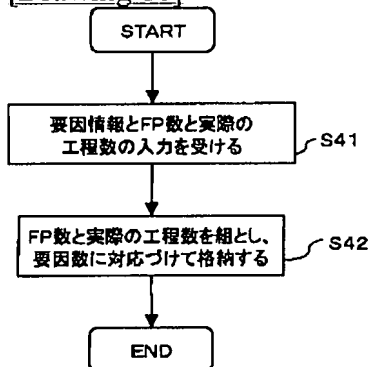 START
要因情報とFP数と実際の
工程数の入力を受ける
S41
FP数と実際の工程数を組とし、
要因数に対応づけて格納する
S42
END